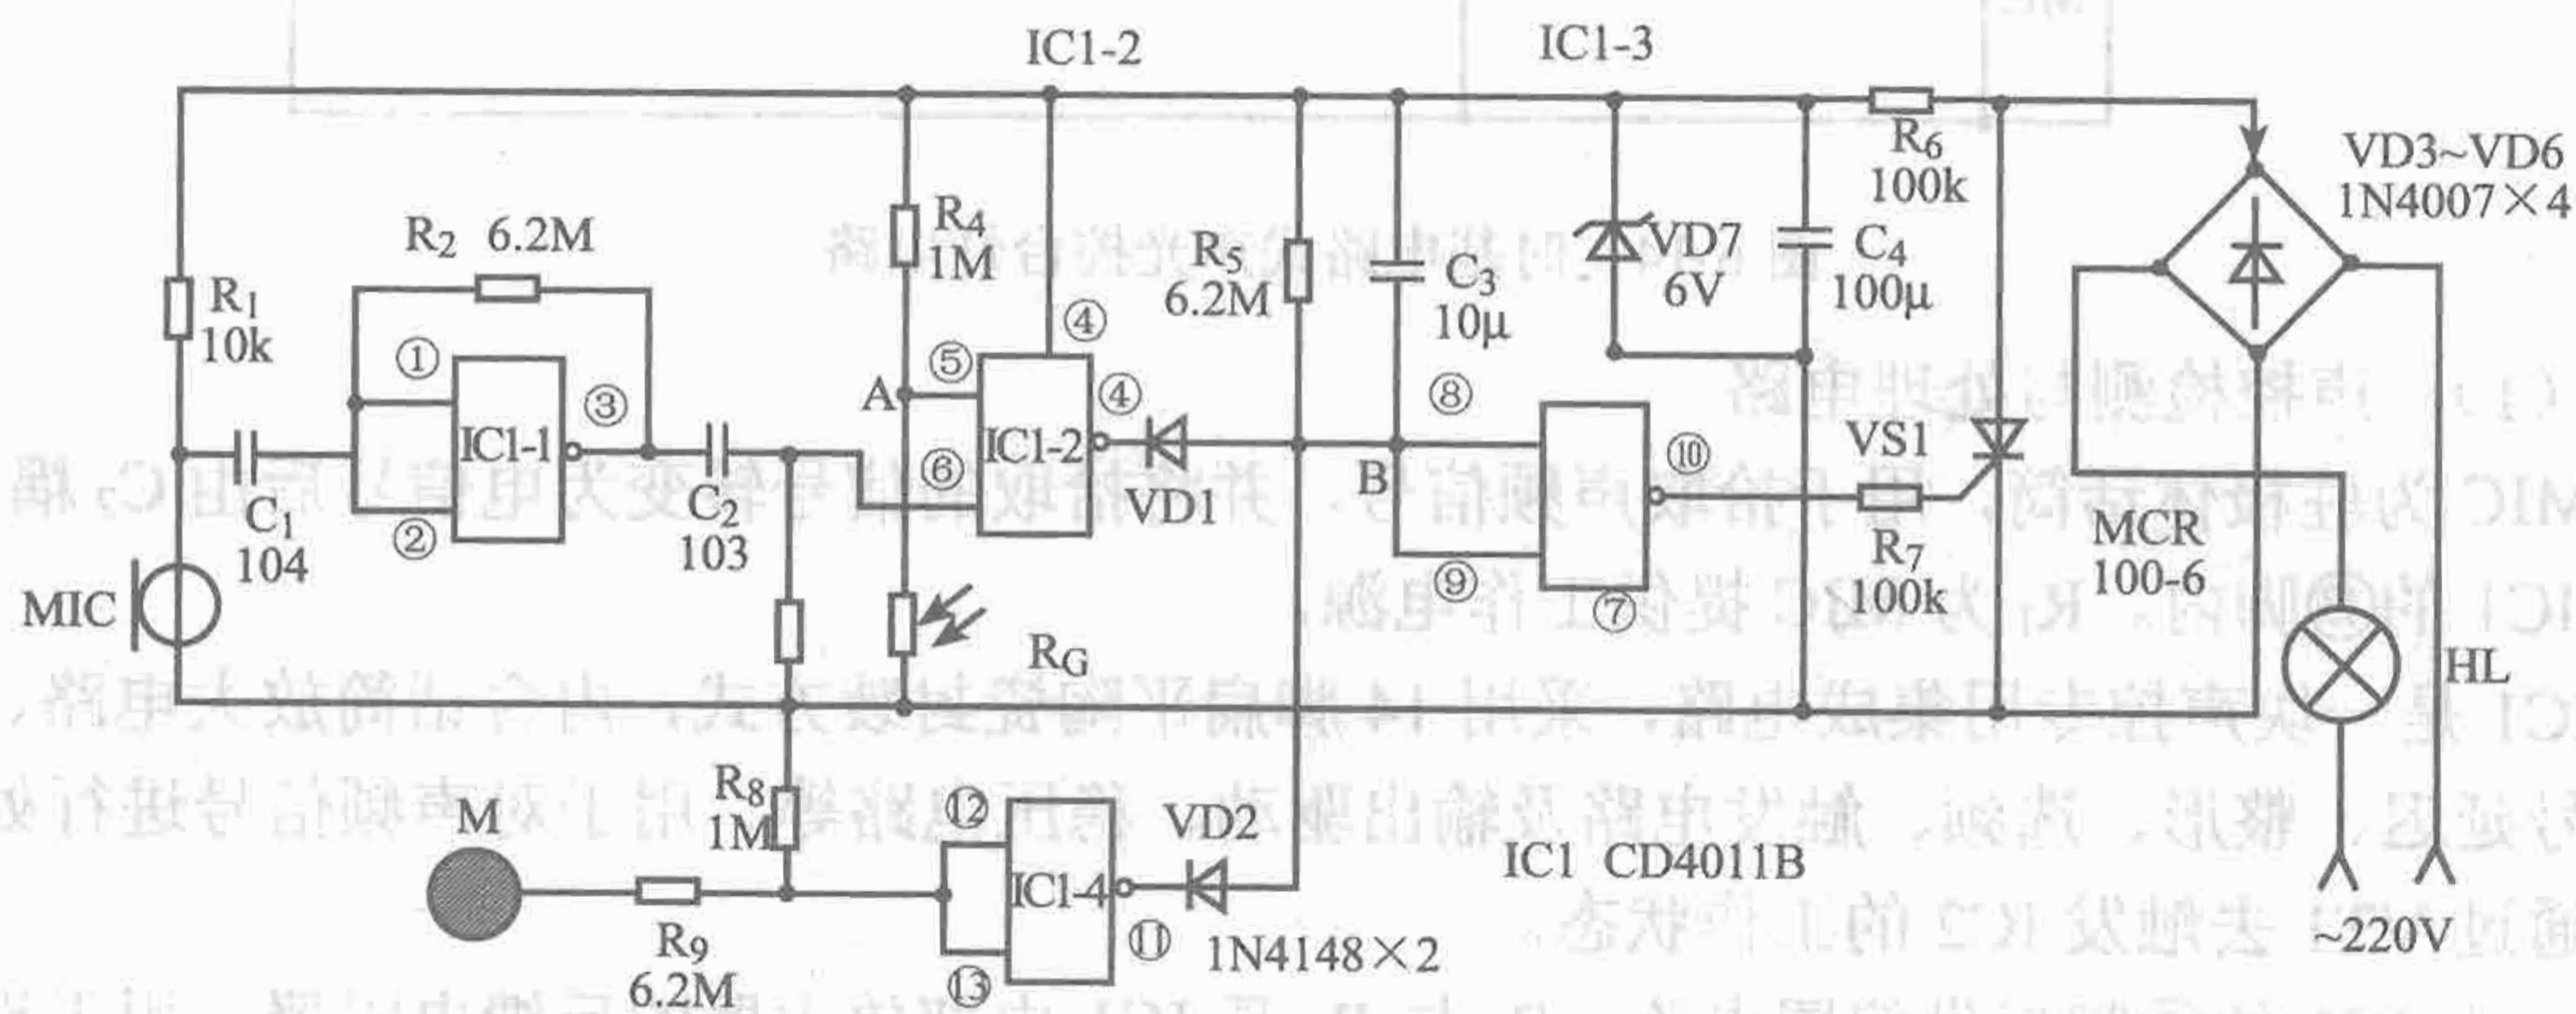 IC1-2
IC1-3
R6
100k
VD3~VD6
1N4007×4
R2 6.2M
R4
1M
R5
6.2M
C3
10μ
VD7
6V
C4
100μ
R1
10k
①
③
④
⑤
④
A
⑥
②
IC1-1
IC1-2
VD1
C1
104
C2
103
⑧
B
⑨
⑩
⑦
VS1
R7
100k
MCR
100-6
MIC
RG
HL
R8
1M
M
R9
6.2M
⑫
IC1-4
⑬
⑪
VD2
1N4148×2
IC1 CD4011B
~220V